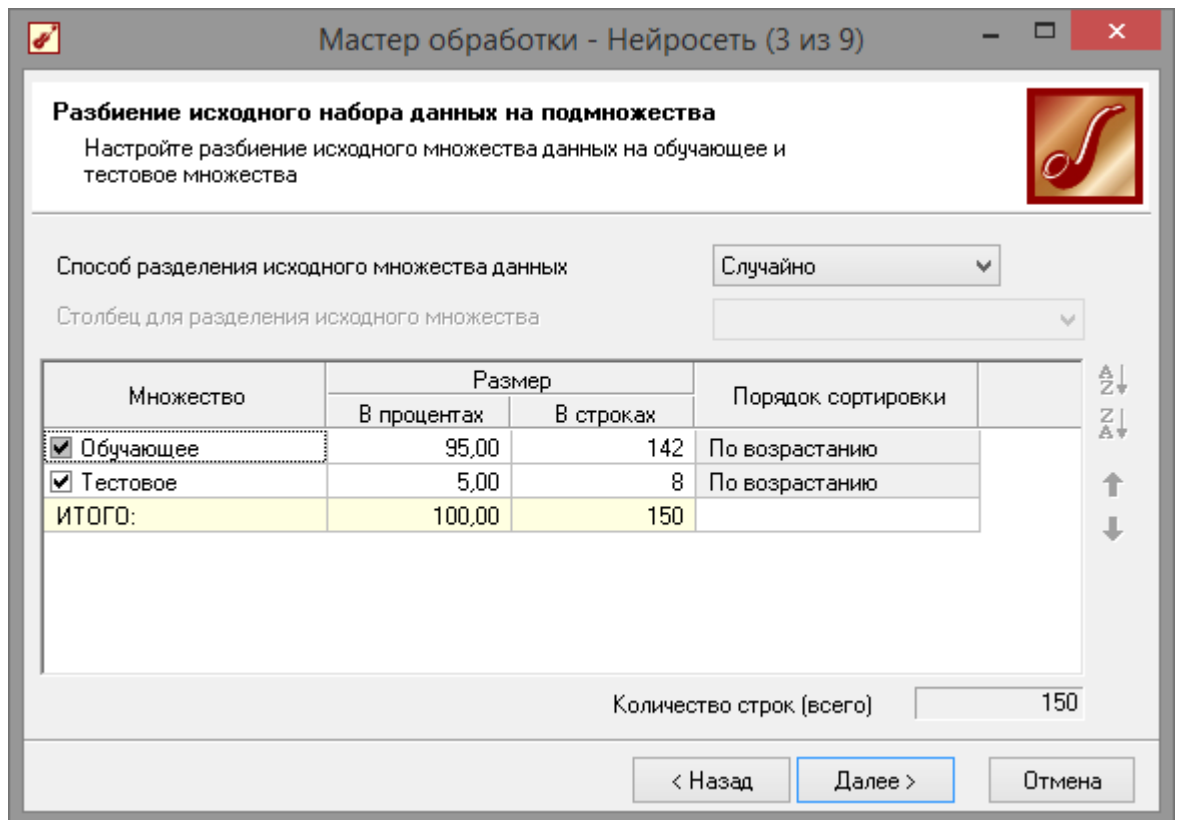 Мастер обработки - Нейросеть (3 из 9)
Разбиение исходного набора данных на подмножества
Настройте разбиение исходного множества данных на обучающее и
тестовое множества
Способ разделения исходного множества данных Случайно
Столбец для разделения исходного множества
Множество Размер Порядок сортировки
В процентах В строках
Обучающее 95,00 142 По возрастанию
Тестовое 5,00 8 По возрастанию
ИТОГО: 100,00 150
A Z
Z A
Количество строк (всего) 150
< Назад Далее > Отмена